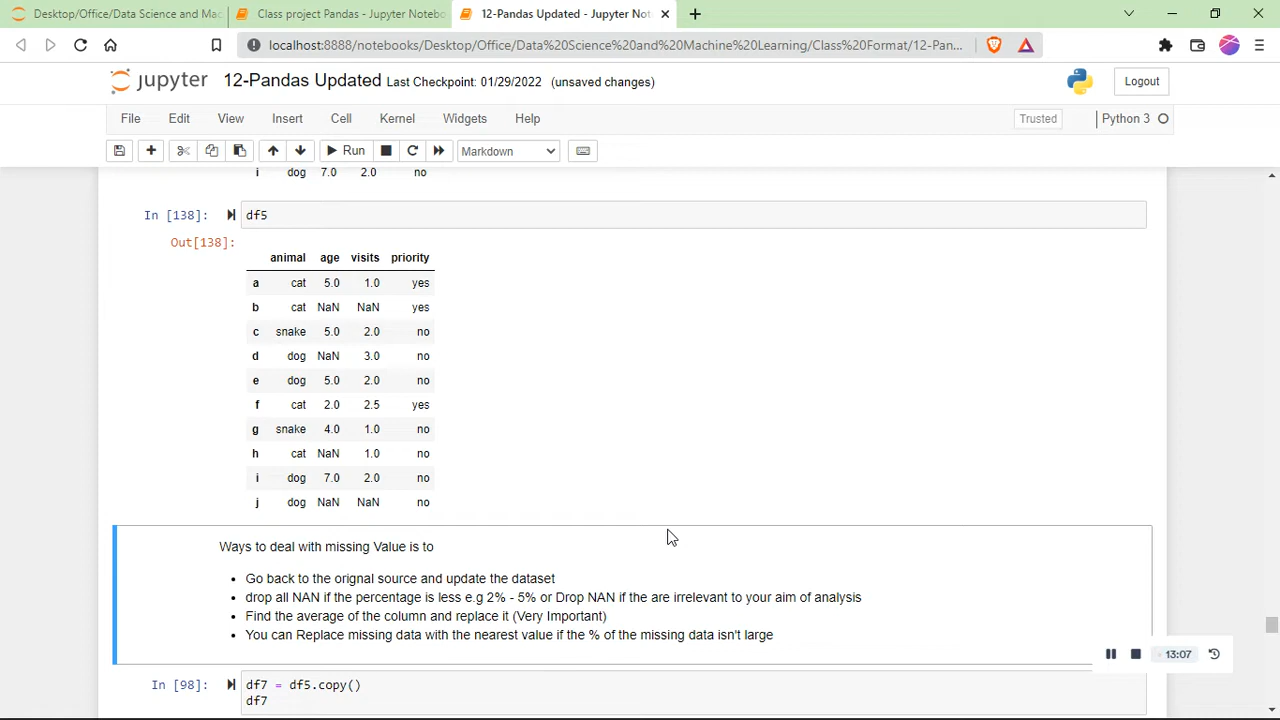 Desktop/Office/Data Science and Mac
Class project Pandas - Jupyter Notebo
12-Pandas Updated - Jupyter Not
localhost:8888/notebooks/Desktop/Office/Data%20Science%20and%20Machine%20Learning/Class%20Format/12-Pan...
jupyter 12-Pandas Updated Last Checkpoint: 01/29/2022 (unsaved changes)
Logout
File Edit View Insert Cell Kernel Widgets Help
Trusted
Python 3
Run
Markdown
i dog 7.0 2.0 no
In [138]: df5
Out[138]:
animal age visits priority
a cat 5.0 1.0 yes
b cat NaN NaN yes
c snake 5.0 2.0 no
d dog NaN 3.0 no
e dog 5.0 2.0 no
f cat 2.0 2.5 yes
g snake 4.0 1.0 no
h cat NaN 1.0 no
i dog 7.0 2.0 no
j dog NaN NaN no
Ways to deal with missing Value is to
• Go back to the orignal source and update the dataset
• drop all NAN if the percentage is less e.g 2% - 5% or Drop NAN if the are irrelevant to your aim of analysis
• Find the average of the column and replace it (Very Important)
• You can Replace missing data with the nearest value if the % of the missing data isn't large
13:07
In [98]: df7 = df5.copy()
df7